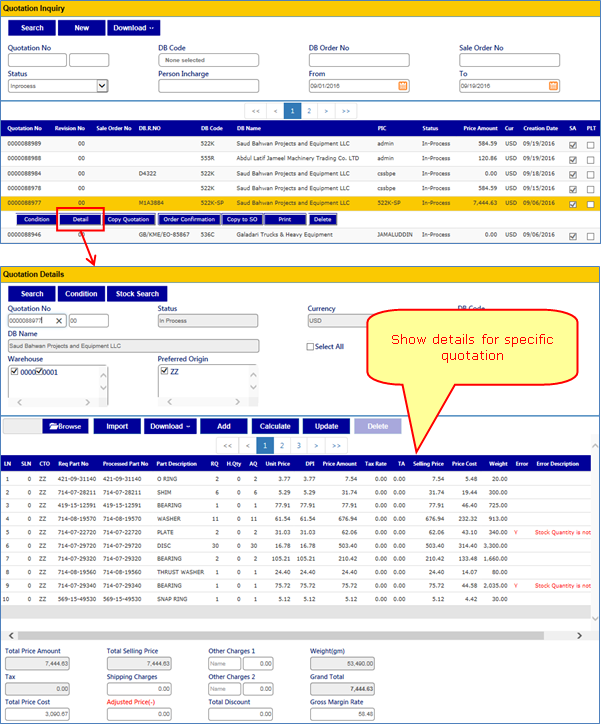 Quotation Inquiry
Search New Download
Quotation No DB Code DB Order No Sale Order No
None selected
Status Person Incharge From To
Inprocess 09/01/2016 09/19/2016
<< < 1 2 > >>
Quotation No Revision No Sale Order No DB.R.NO DB Code DB Name PIC Status Price Amount Cur Creation Date SA PLT
0000088989 00 522K Saud Bahwan Projects and Equipment LLC admin In-Process 584.59 USD 09/19/2016
0000088988 00 555R Abdul Latif Jameel Machinery Trading Co. LTD admin In-Process 120.86 USD 09/19/2016
0000088984 00 D4322 522K Saud Bahwan Projects and Equipment LLC cssbpe In-Process 584.59 USD 09/19/2016
0000088978 00 522K Saud Bahwan Projects and Equipment LLC cssbpe In-Process 584.59 USD 09/15/2016
0000088977 00 M1A3884 522K-SP Saud Bahwan Projects and Equipment LLC 522K-SP In-Process 7,444.63 USD 09/06/2016
Condition Detail Copy Quotation Order Confirmation Copy to SO Print Delete
0000088946 00 GB/KME/EO-85867 536C Galadari Trucks & Heavy Equipment JAMALUDDIN In-Process 0.00 USD 09/06/2016
Quotation Details
Search Condition Stock Search
Quotation No Status Currency DB Code
0000088977 00 In Process USD
DB Name
Saud Bahwan Projects and Equipment LLC Select All
Show details for specific
quotation
Warehouse Preferred Origin
0001 ZZ
Browse Import Download Add Calculate Update Delete
<< < 1 2 3 > >>
LN SLN CTO Req Part No Processed Part No Part Description RQ H.Qty AQ Unit Price DPI Price Amount Tax Rate TA Selling Price Price Cost Weight Error Error Description
1 0 ZZ 421-09-31140 421-09-31140 O RING 2 0 2 3.77 3.77 7.54 0.00 0.00 7.54 5.48 20.00
2 0 ZZ 714-07-28211 714-07-28211 SHIM 6 0 6 5.29 5.29 31.74 0.00 0.00 31.74 19.44 300.00
3 0 ZZ 419-15-12591 419-15-12591 BEARING 1 0 1 77.91 77.91 77.91 0.00 0.00 77.91 46.40 725.00
4 0 ZZ 714-08-19570 714-08-19570 WASHER 11 0 11 61.54 61.54 676.94 0.00 0.00 676.94 232.32 913.00
5 0 ZZ 714-07-22720 714-07-22720 PLATE 2 0 2 31.03 31.03 62.06 0.00 0.00 62.06 43.10 340.00 Y Stock Quantity is not
6 0 ZZ 714-07-29720 714-07-29720 DISC 30 0 30 16.78 16.78 503.40 0.00 0.00 503.40 314.40 3,300.00
7 0 ZZ 714-07-29320 714-07-29320 BEARING 2 0 2 105.21 105.21 210.42 0.00 0.00 210.42 133.48 1,660.00
8 0 ZZ 714-08-19560 714-08-19560 THRUST WASHER 1 0 1 24.40 24.40 24.40 0.00 0.00 24.40 14.07 80.00
9 0 ZZ 714-07-29340 714-07-29340 BEARING 1 0 1 75.72 75.72 75.72 0.00 0.00 75.72 44.58 2,035.00 Y Stock Quantity is not
10 0 ZZ 569-15-49530 569-15-49530 SNAP RING 1 0 1 5.12 5.12 5.12 0.00 0.00 5.12 4.42 30.00
Total Price Amount Total Selling Price Other Charges 1 Weight(gm)
7,444.63 7,444.63 Name 0.00 53,490.00
Tax Shipping Charges Other Charges 2 Grand Total
0.00 0.00 Name 0.00 7,444.63
Total Price Cost Adjusted Price(-) Total Discount Gross Margin Rate
3,090.67 0.00 0.00 58.48